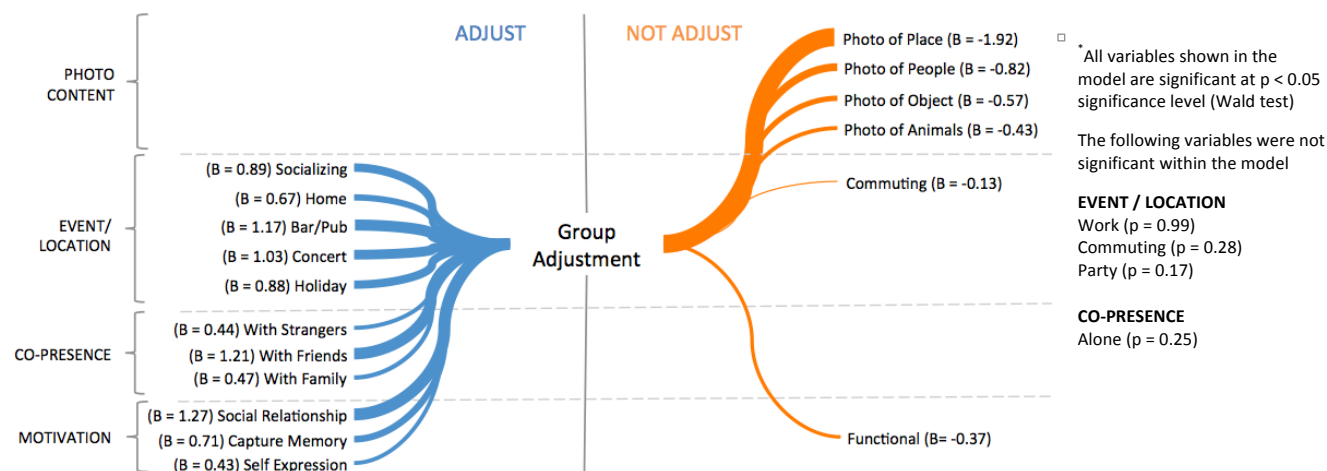 ADJUST
NOT ADJUST
PHOTO
CONTENT
Photo of Place (B = -1.92)
Photo of People (B = -0.82)
Photo of Object (B = -0.57)
Photo of Animals (B = -0.43)
EVENT/
LOCATION
(B = 0.89) Socializing
(B = 0.67) Home
(B = 1.17) Bar/Pub
(B = 1.03) Concert
(B = 0.88) Holiday
Commuting (B = -0.13)
Group
Adjustment
CO-PRESENCE
(B = 0.44) With Strangers
(B = 1.21) With Friends
(B = 0.47) With Family
MOTIVATION
(B = 1.27) Social Relationship
(B = 0.71) Capture Memory
(B = 0.43) Self Expression
Functional (B= -0.37)
*All variables shown in the
model are significant at p < 0.05
significance level (Wald test)
The following variables were not
significant within the model
EVENT / LOCATION
Work (p = 0.99)
Commuting (p = 0.28)
Party (p = 0.17)
CO-PRESENCE
Alone (p = 0.25)